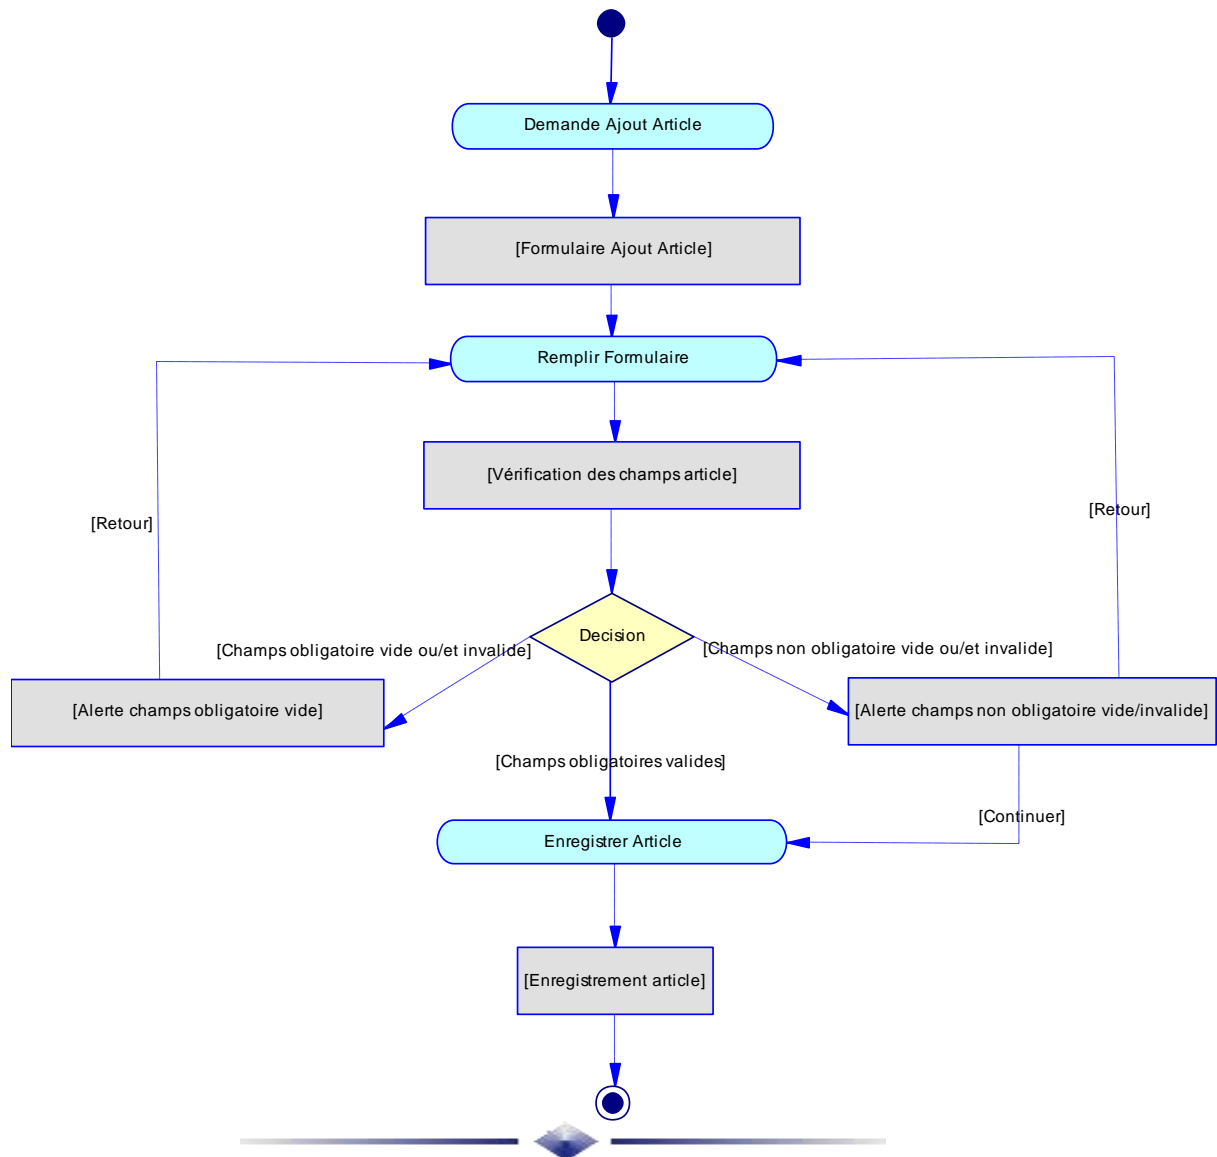 Demande Ajout Article
[Formulaire Ajout Article]
Remplir Formulaire
[Vérification des champs article]
[Retour]
[Retour]
Decision
[Champs obligatoire vide ou/et invalide]
[Champs non obligatoire vide ou/et invalide]
[Alerte champs obligatoire vide]
[Alerte champs non obligatoire vide/invalide]
[Champs obligatoires valides]
[Continuer]
Enregistrer Article
[Enregistrement article]